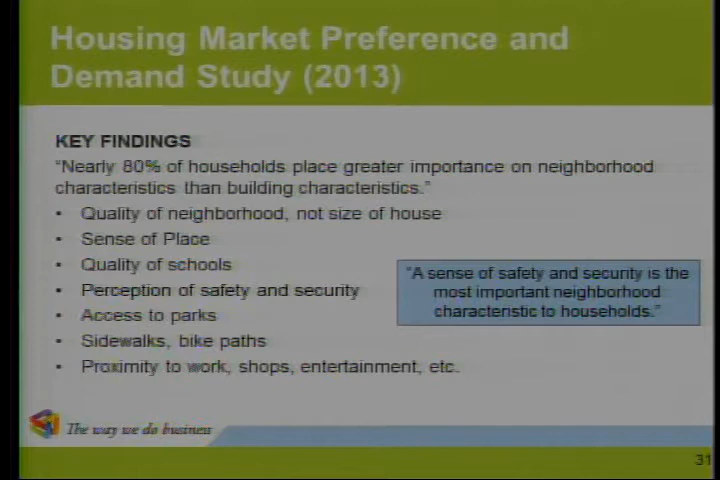 Housing Market Preference and
Demand Study (2013)
KEY FINDINGS
“Nearly 80% of households place greater importance on neighborhood
characteristics than building characteristics.”
• Quality of neighborhood, not size of house
• Sense of Place
• Quality of schools
• Perception of safety and security
• Access to parks
• Sidewalks, bike paths
• Proximity to work, shops, entertainment, etc.
“A sense of safety and security is the
most important neighborhood
characteristic to households.”
The way we do business
31